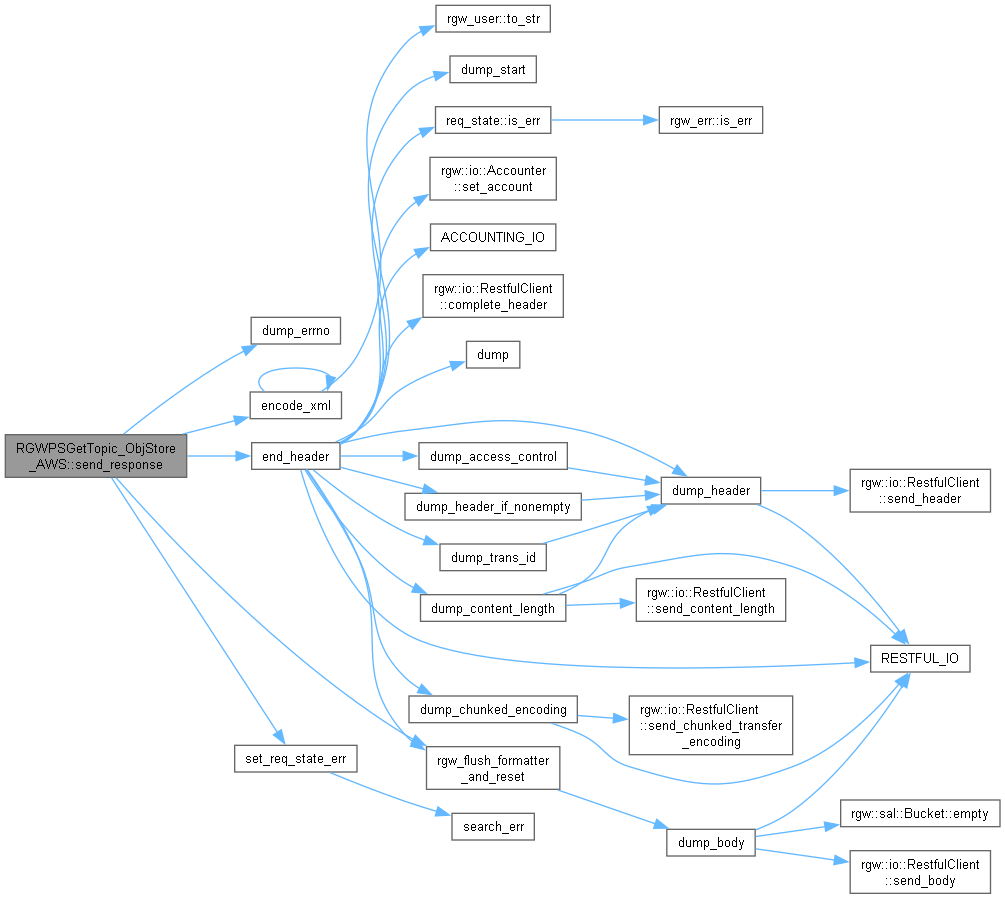 rgw_user::to_str
dump_start
req_state::is_err
rgw_err::is_err
rgw::io::Accounter
::set_account
ACCOUNTING_IO
rgw::io::RestfulClient
::complete_header
dump_errno
dump
encode_xml
RGWPSGetTopic_ObjStore
_AWS::send_response
end_header
dump_access_control
dump_header
rgw::io::RestfulClient
::send_header
dump_header_if_nonempty
dump_trans_id
dump_content_length
rgw::io::RestfulClient
::send_content_length
RESTFUL_IO
dump_chunked_encoding
rgw::io::RestfulClient
::send_chunked_transfer
_encoding
set_req_state_err
rgw_flush_formatter
_and_reset
search_err
dump_body
rgw::sal::Bucket::empty
rgw::io::RestfulClient
::send_body